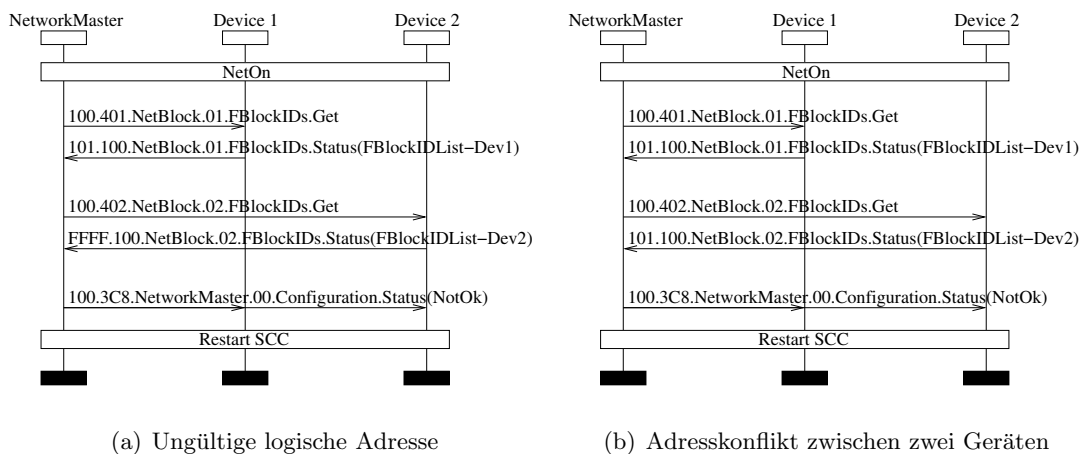 NetworkMaster Device 1 Device 2
NetOn
100.401.NetBlock.01.FBlockIDs.Get
101.100.NetBlock.01.FBlockIDs.Status(FBlockIDList−Dev1)
100.402.NetBlock.02.FBlockIDs.Get
FFFF.100.NetBlock.02.FBlockIDs.Status(FBlockIDList−Dev2)
100.3C8.NetworkMaster.00.Configuration.Status(NotOk)
Restart SCC
(a) Ungültige logische Adresse
NetworkMaster Device 1 Device 2
NetOn
100.401.NetBlock.01.FBlockIDs.Get
101.100.NetBlock.01.FBlockIDs.Status(FBlockIDList−Dev1)
100.402.NetBlock.02.FBlockIDs.Get
101.100.NetBlock.02.FBlockIDs.Status(FBlockIDList−Dev2)
100.3C8.NetworkMaster.00.Configuration.Status(NotOk)
Restart SCC
(b) Adresskonflikt zwischen zwei Geräten